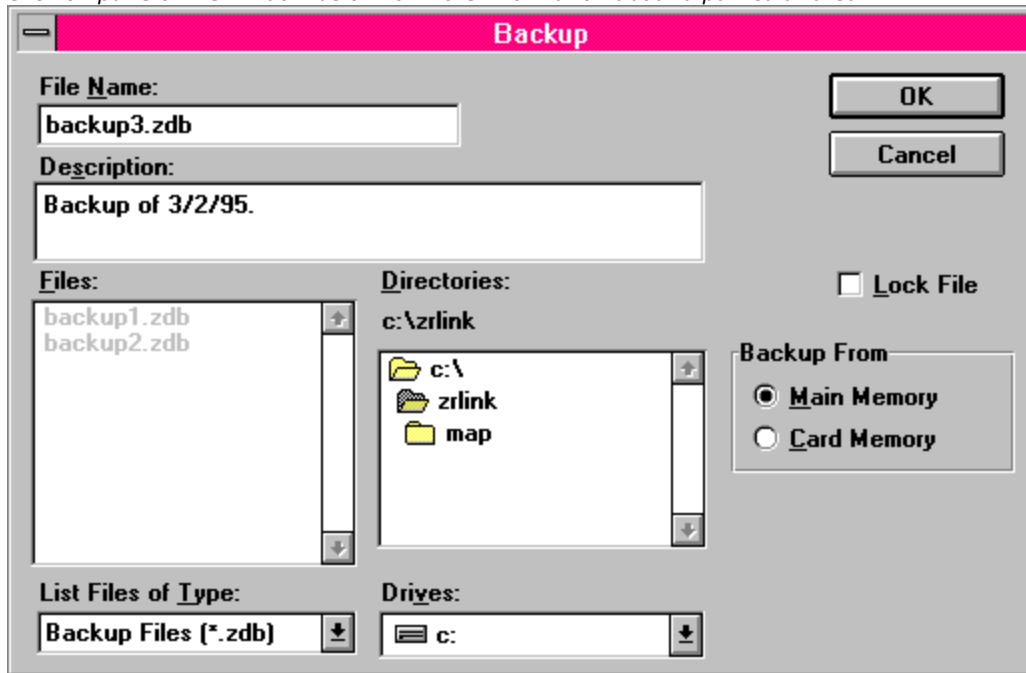 Backup
File Name:
backup3.zdb
OK
Cancel
Description:
Backup of 3/2/95.
Files:
backup1.zdb
backup2.zdb
Directories:
c:\zrlink
c:\
zrlink
map
Lock File
Backup From
Main Memory
Card Memory
List Files of Type:
Backup Files (*.zdb)
Drives:
c: